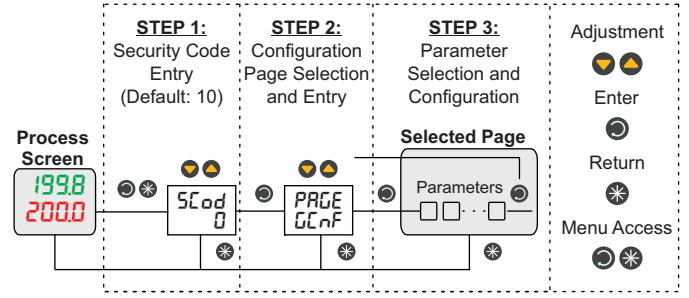 STEP 1:
Security Code
Entry
(Default: 10)
STEP 2:
Configuration
Page Selection
and Entry
STEP 3:
Parameter
Selection and
Configuration
Adjustment
Enter
Return
Menu Access
Process
Screen
199.8
200.0
SCod
0
PAGE
GCnF
Selected Page
Parameters